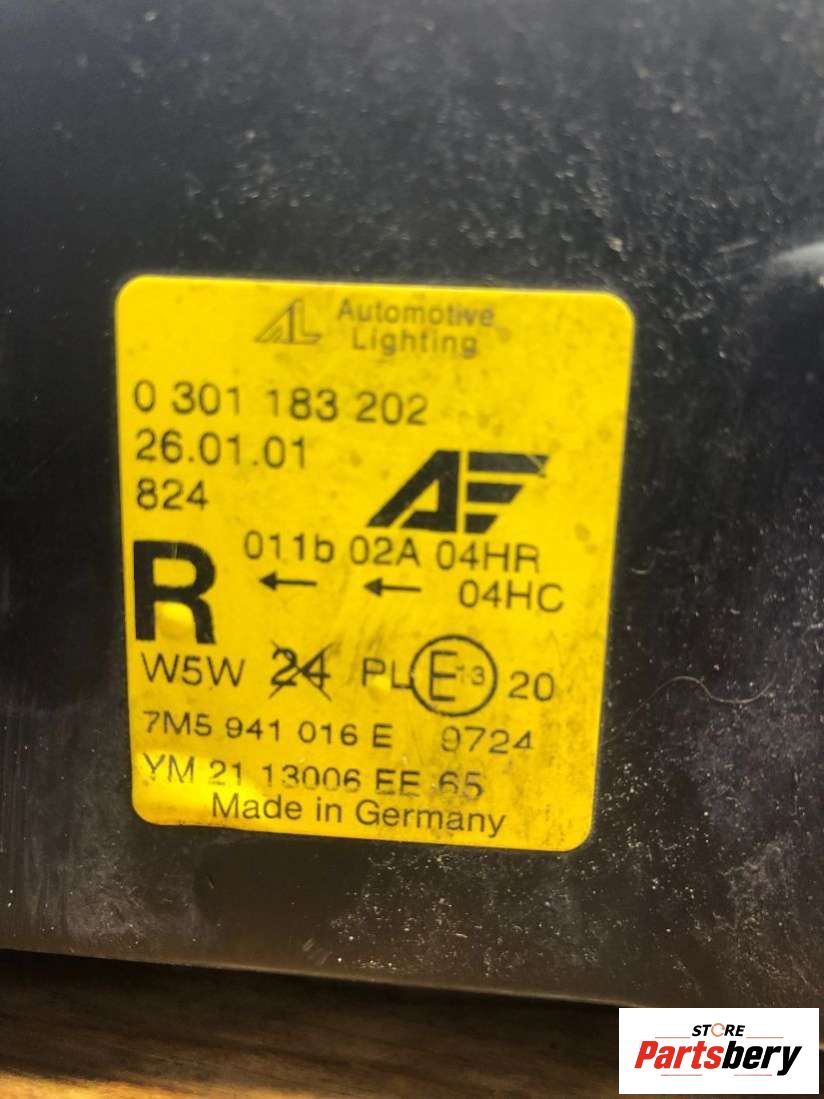 Automotive
Lighting
0 301 183 202
26.01.01
824
AE
011b 02A 04HR
R ← ← 04HC
W5W 24 PL E13 20
7M5 941 016 E 9724
YM 21 13006 EE 65
Made in Germany
STORE
Partsbery